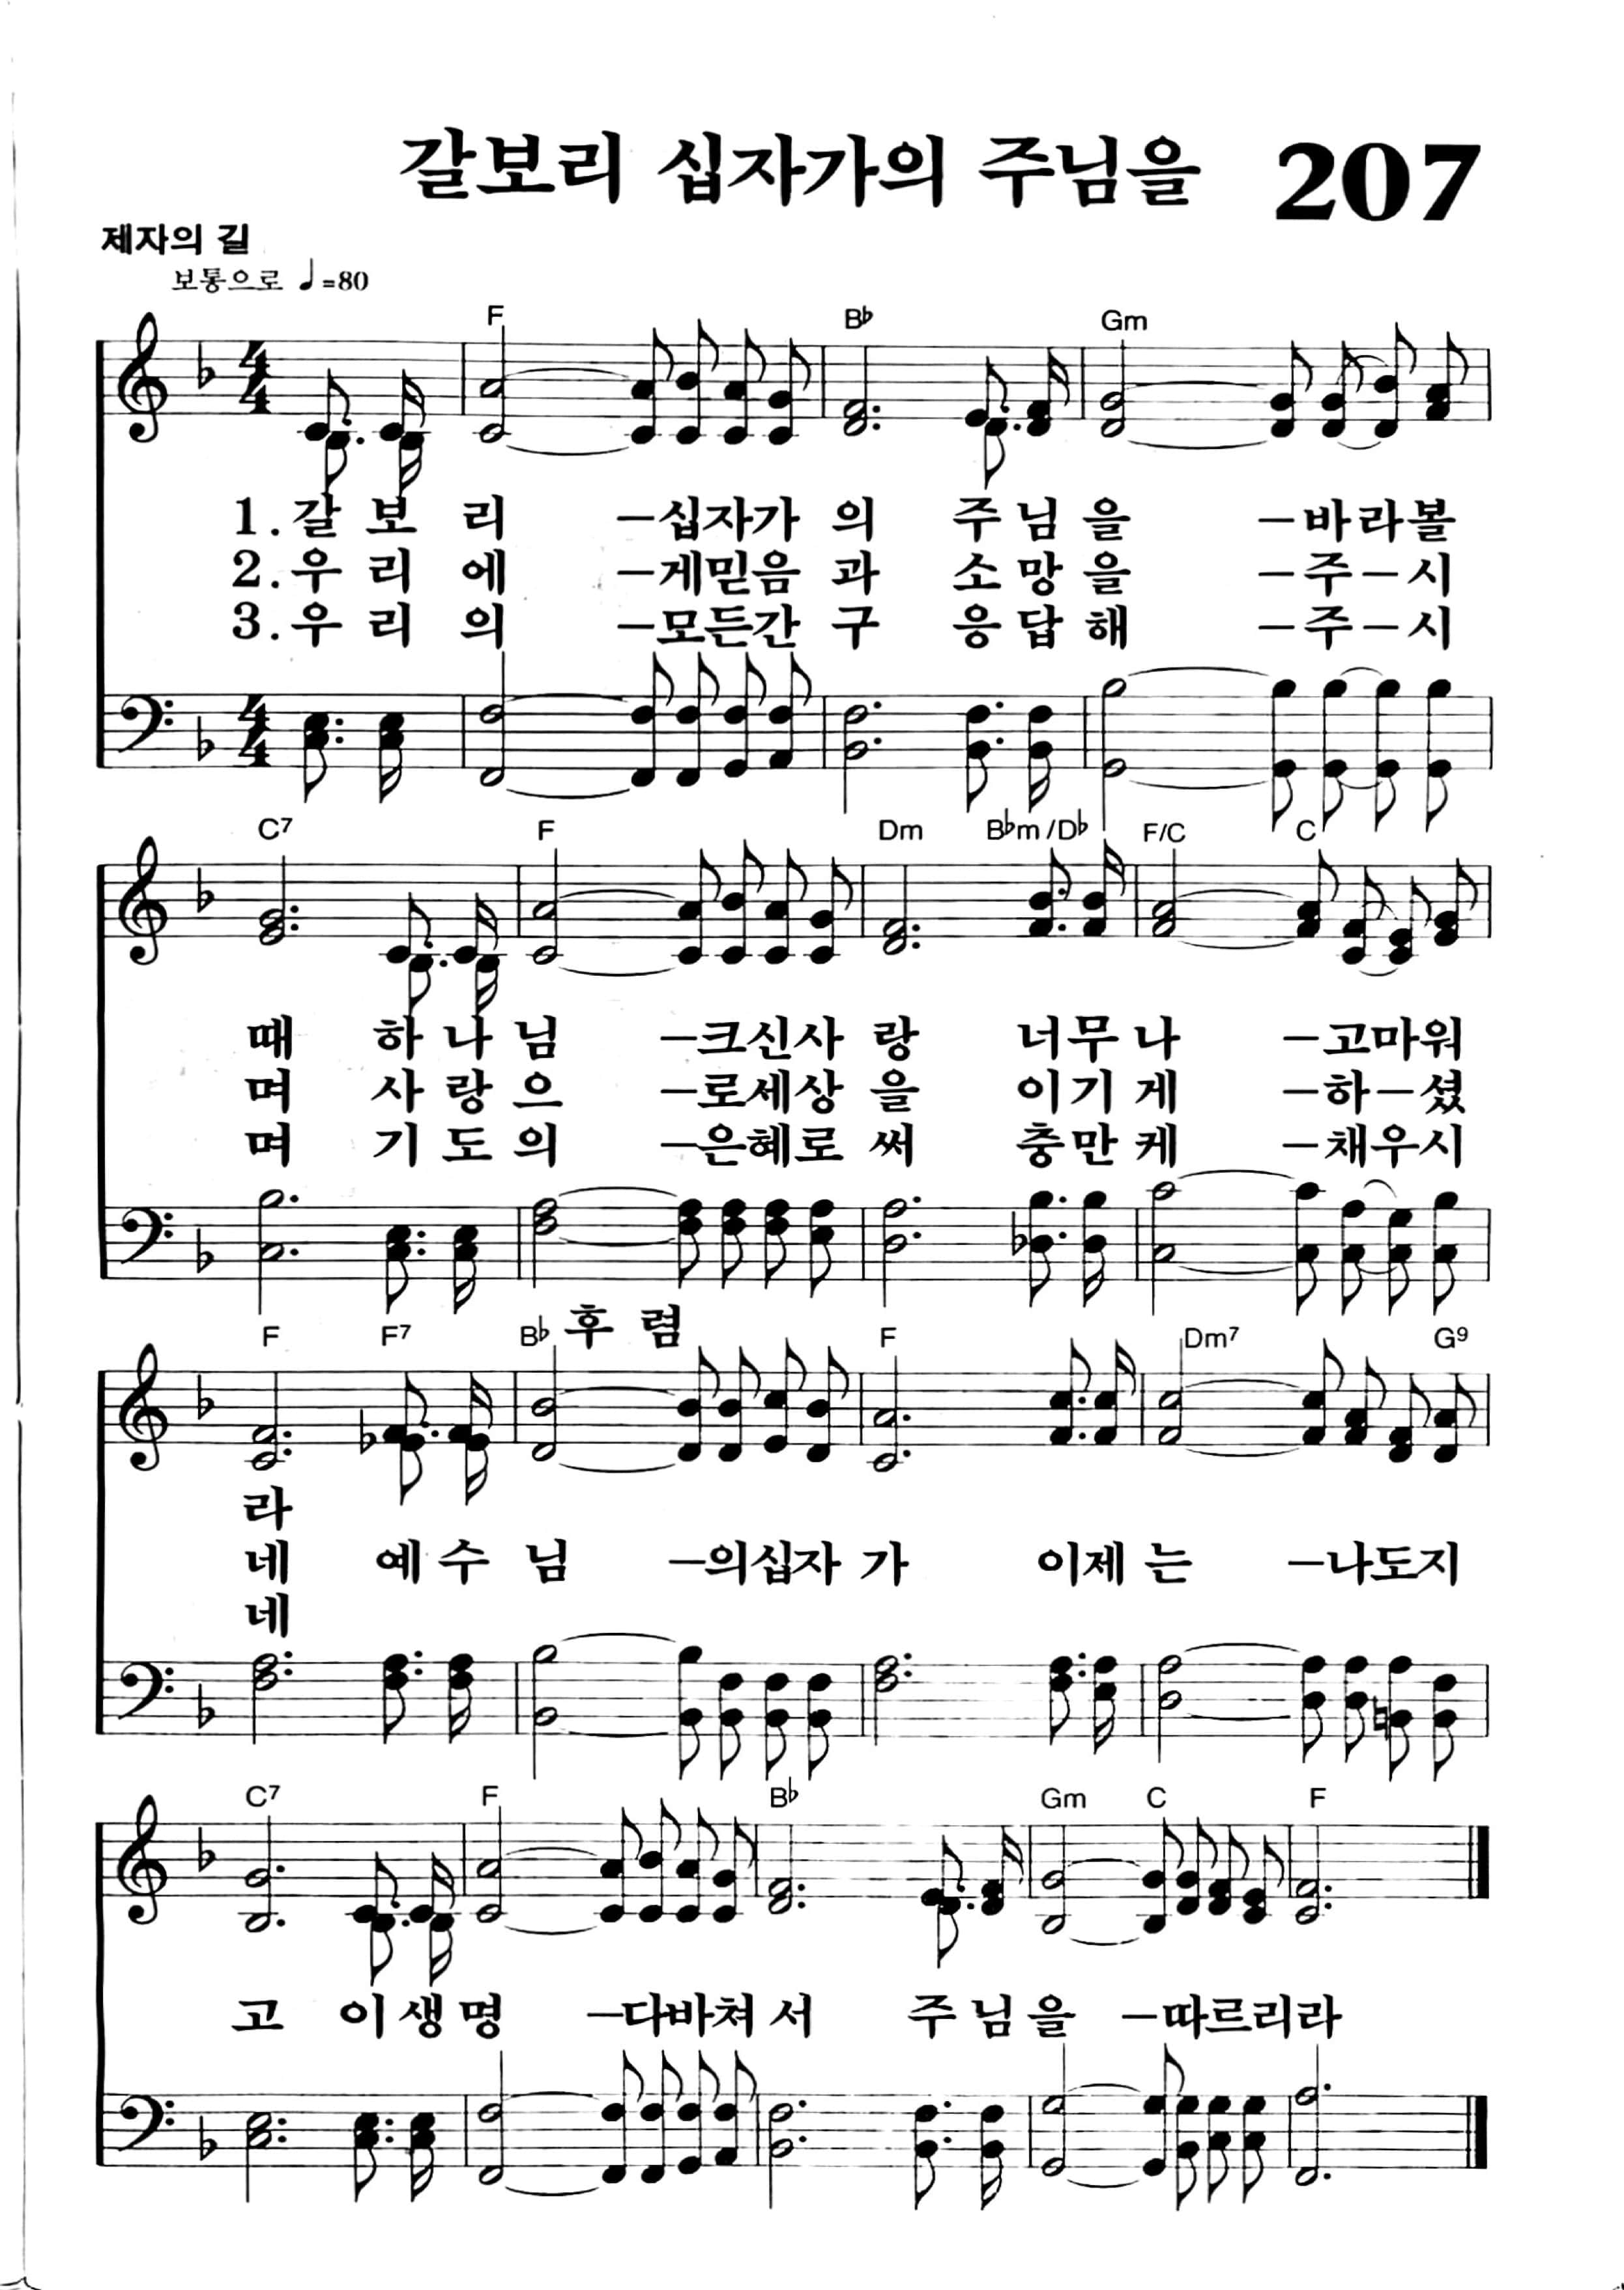 갈보리 십자가의 주님을 207
제자의 길
보통으로 ♩=80
F B♭ Gm
1.갈 보 리 –십자가 의 주 님 을 –바라볼
2.우 리 에 –게믿음 과 소 망 을 –주–시
3.우 리 의 –모든간 구 응 답 해 –주–시
C7 F Dm B♭m/D♭ F/C C
때 하 나 님 –크신사 랑 너무 나 –고마워
며 사 랑 으 –로세상 을 이기 게 –하–셨
며 기 도 의 –은혜로 써 충만 케 –채우시
F F7 B♭ 후 렴 F Dm7 G9
라
네 예 수 님 –의십자 가 이제 는 –나도지
네
C7 F B♭ Gm C F
고 이 생 명 –다바쳐 서 주 님 을 –따르리라